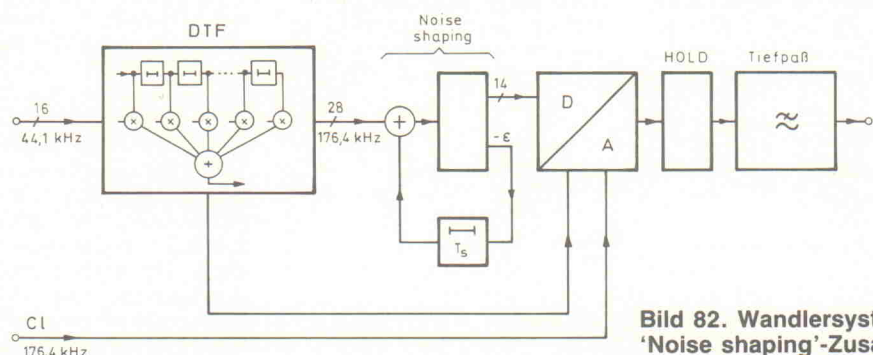 Noise
shaping
DTF
HOLD
Tiefpaß
16
44,1 kHz
28
176,4 kHz
14
-ε
D
A
Ts
Cl
176,4 kHz
+
+
Bild 82. Wandlersyst
'Noise shaping'-Zusa